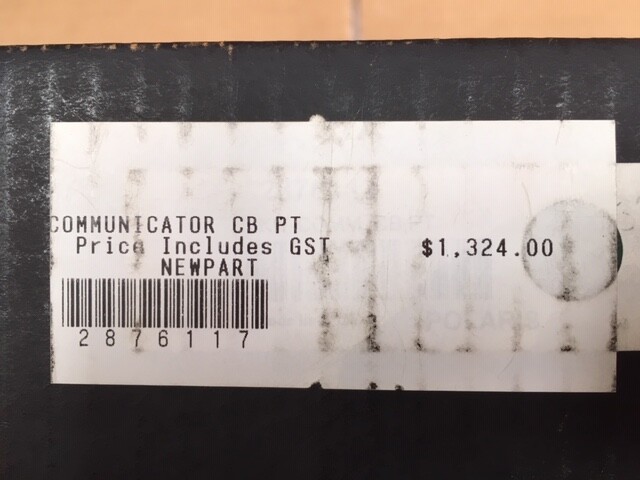 COMMUNICATOR CB PT
Price Includes GST $1,324.00
NEWPART
2876117